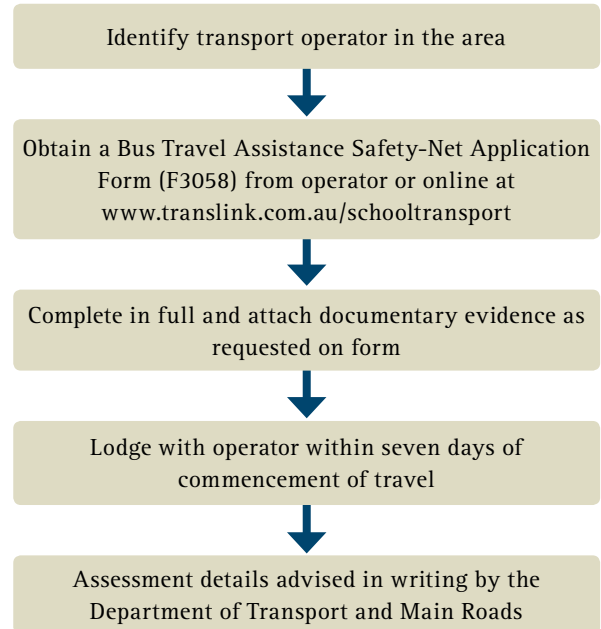 Identify transport operator in the area
Obtain a Bus Travel Assistance Safety-Net Application
Form (F3058) from operator or online at
www.translink.com.au/schooltransport
Complete in full and attach documentary evidence as
requested on form
Lodge with operator within seven days of
commencement of travel
Assessment details advised in writing by the
Department of Transport and Main Roads